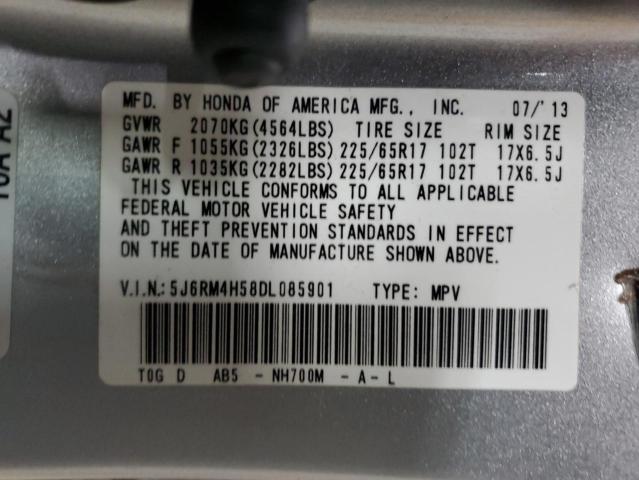 MFD. BY HONDA OF AMERICA MFG., INC. 07/'13
GVWR 2070KG(4564LBS) TIRE SIZE RIM SIZE
GAWR F 1055KG(2326LBS) 225/65R17 102T 17X6.5J
GAWR R 1035KG(2282LBS) 225/65R17 102T 17X6.5J
THIS VEHICLE CONFORMS TO ALL APPLICABLE
FEDERAL MOTOR VEHICLE SAFETY
AND THEFT PREVENTION STANDARDS IN EFFECT
ON THE DATE OF MANUFACTURE SHOWN ABOVE.
V.I.N.: 5J6RM4H58DL085901 TYPE: MPV
T0G D AB5 - NH700M - A - L